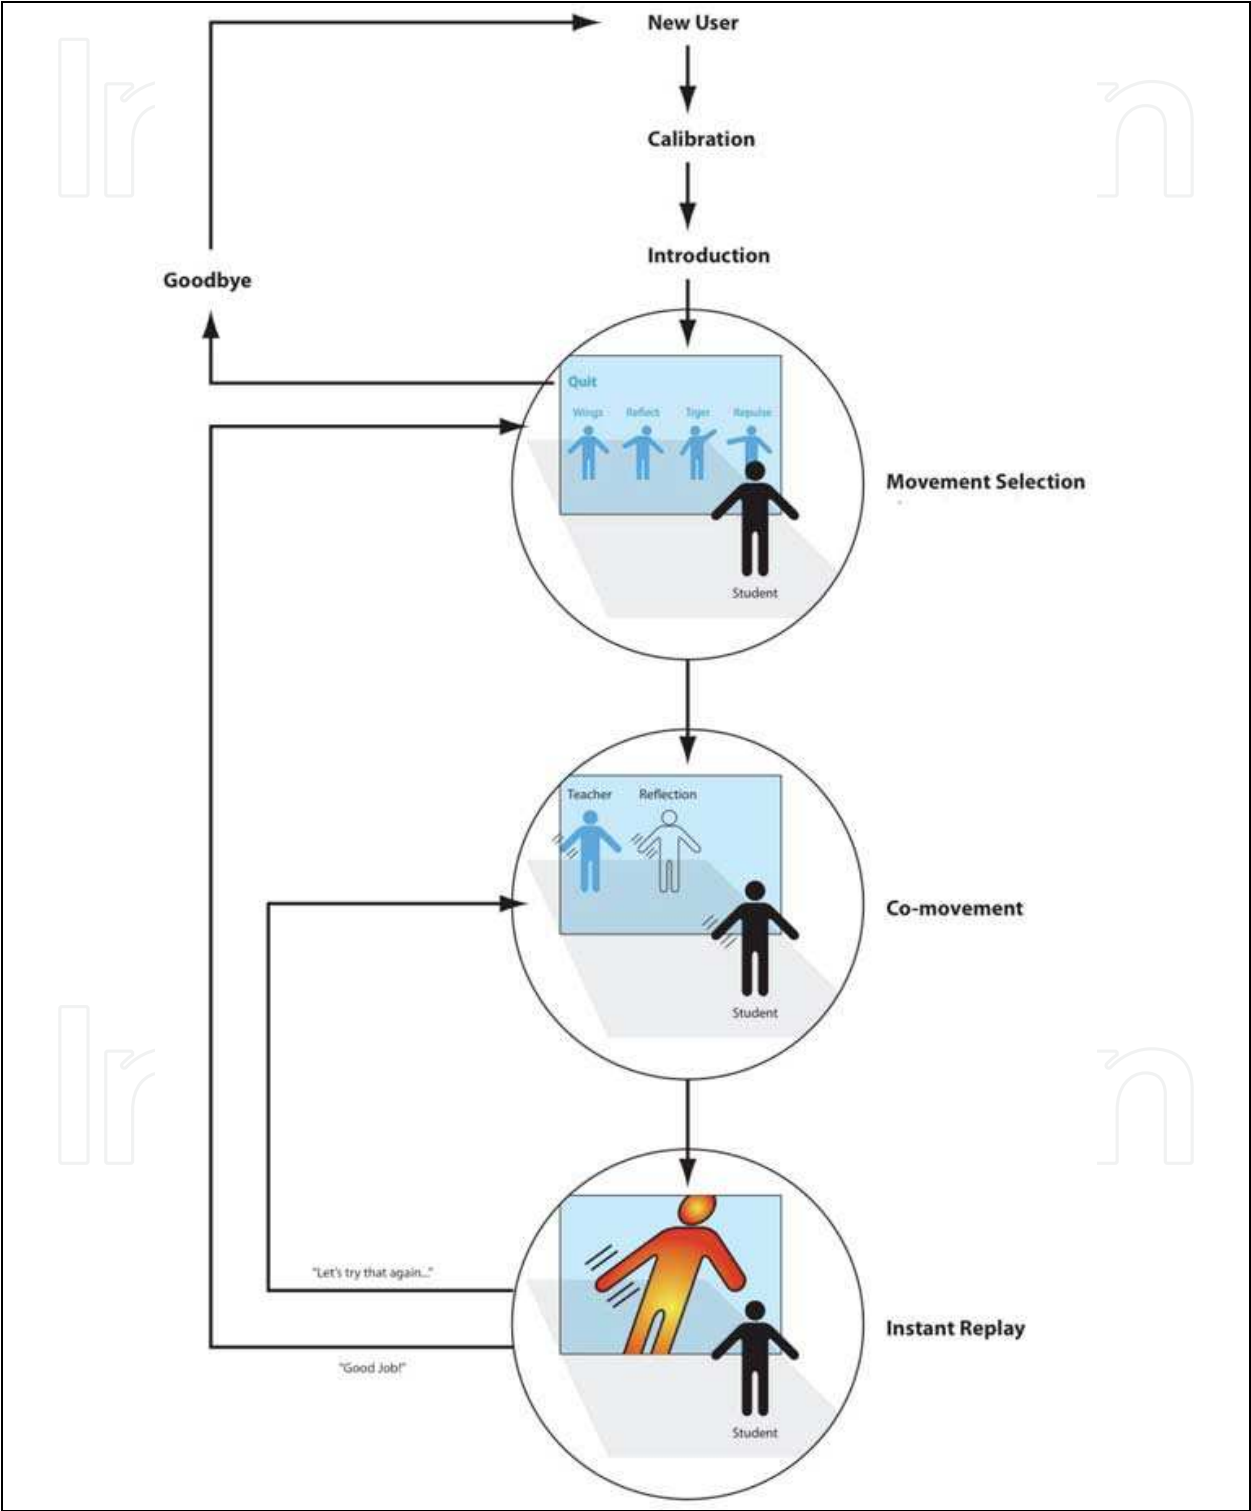 New User
Calibration
Introduction
Goodbye
Quit
Wings Reflect Tiger Repulse
Movement Selection
Student
Teacher Reflection
Co-movement
Student
"Let's try that again..."
Instant Replay
"Good Job!"
Student